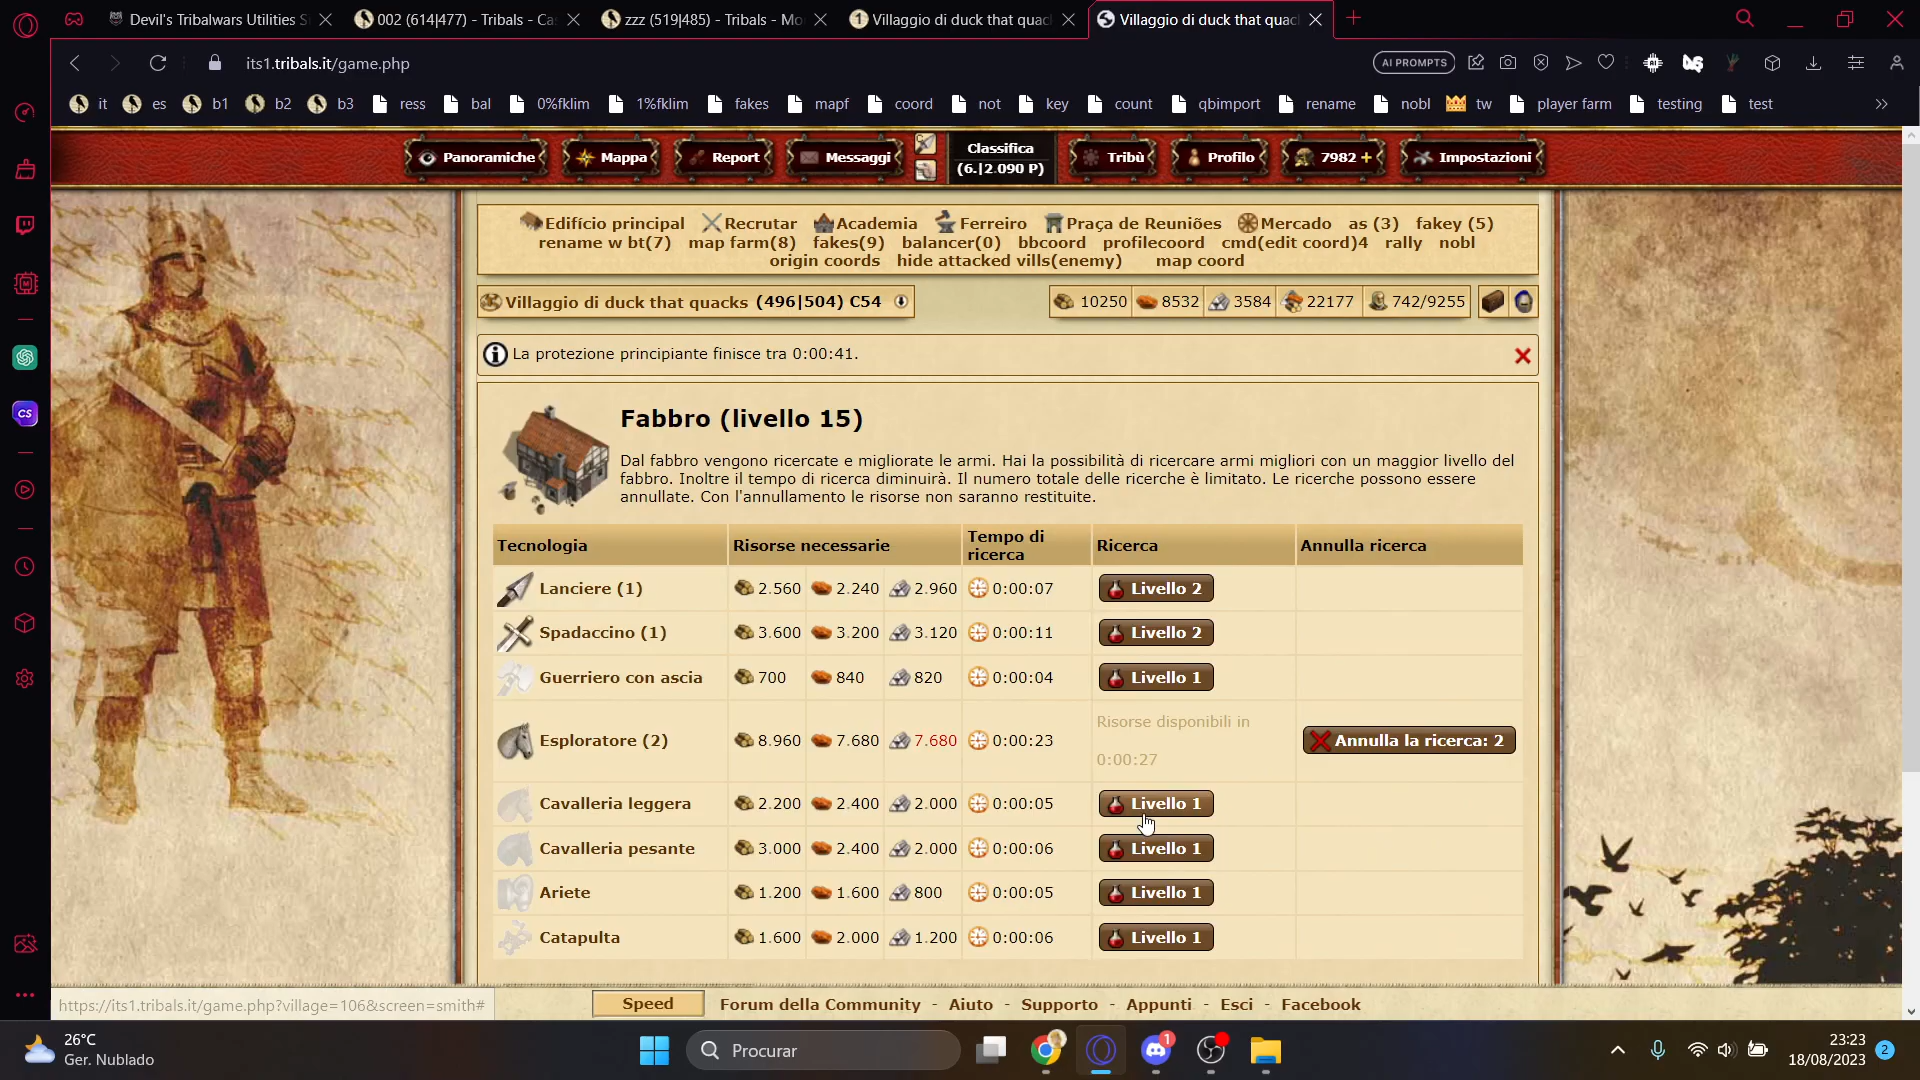 Devil's Tribalwars Utilities S
002 (614|477) - Tribals - Ca
zzz (519|485) - Tribals - Mo
Villaggio di duck that quac
Villaggio di duck that quac
its1.tribals.it/game.php
AI PROMPTS
it es b1 b2 b3 ress bal 0%fklim 1%fklim fakes mapf coord not key count qbimport rename nobl tw player farm testing test
Panoramiche Mappa Report Messaggi Classifica (6.|2.090 P) Tribù Profilo 7982 + Impostazioni
Edifício principal Recrutar Academia Ferreiro Praça de Reuniões Mercado as (3) fakey (5)
rename w bt(7) map farm(8) fakes(9) balancer(0) bbcoord profilecoord cmd(edit coord)4 rally nobl
origin coords hide attacked vills(enemy) map coord
Villaggio di duck that quacks (496|504) C54
10250 8532 3584 22177 742/9255
La protezione principiante finisce tra 0:00:41.
Fabbro (livello 15)
Dal fabbro vengono ricercate e migliorate le armi. Hai la possibilità di ricercare armi migliori con un maggior livello del
fabbro. Inoltre il tempo di ricerca diminuirà. Il numero totale delle ricerche è limitato. Le ricerche possono essere
annullate. Con l'annullamento le risorse non saranno restituite.
Tecnologia Risorse necessarie Tempo di ricerca Ricerca Annulla ricerca
Lanciere (1) 2.560 2.240 2.960 0:00:07 Livello 2
Spadaccino (1) 3.600 3.200 3.120 0:00:11 Livello 2
Guerriero con ascia 700 840 820 0:00:04 Livello 1
Esploratore (2) 8.960 7.680 7.680 0:00:23 Risorse disponibili in 0:00:27 Annulla la ricerca: 2
Cavalleria leggera 2.200 2.400 2.000 0:00:05 Livello 1
Cavalleria pesante 3.000 2.400 2.000 0:00:06 Livello 1
Ariete 1.200 1.600 800 0:00:05 Livello 1
Catapulta 1.600 2.000 1.200 0:00:06 Livello 1
https://its1.tribals.it/game.php?village=106&screen=smith#
Speed Forum della Community - Aiuto - Supporto - Appunti - Esci - Facebook
26°C
Ger. Nublado
Procurar
1
23:23
18/08/2023
2